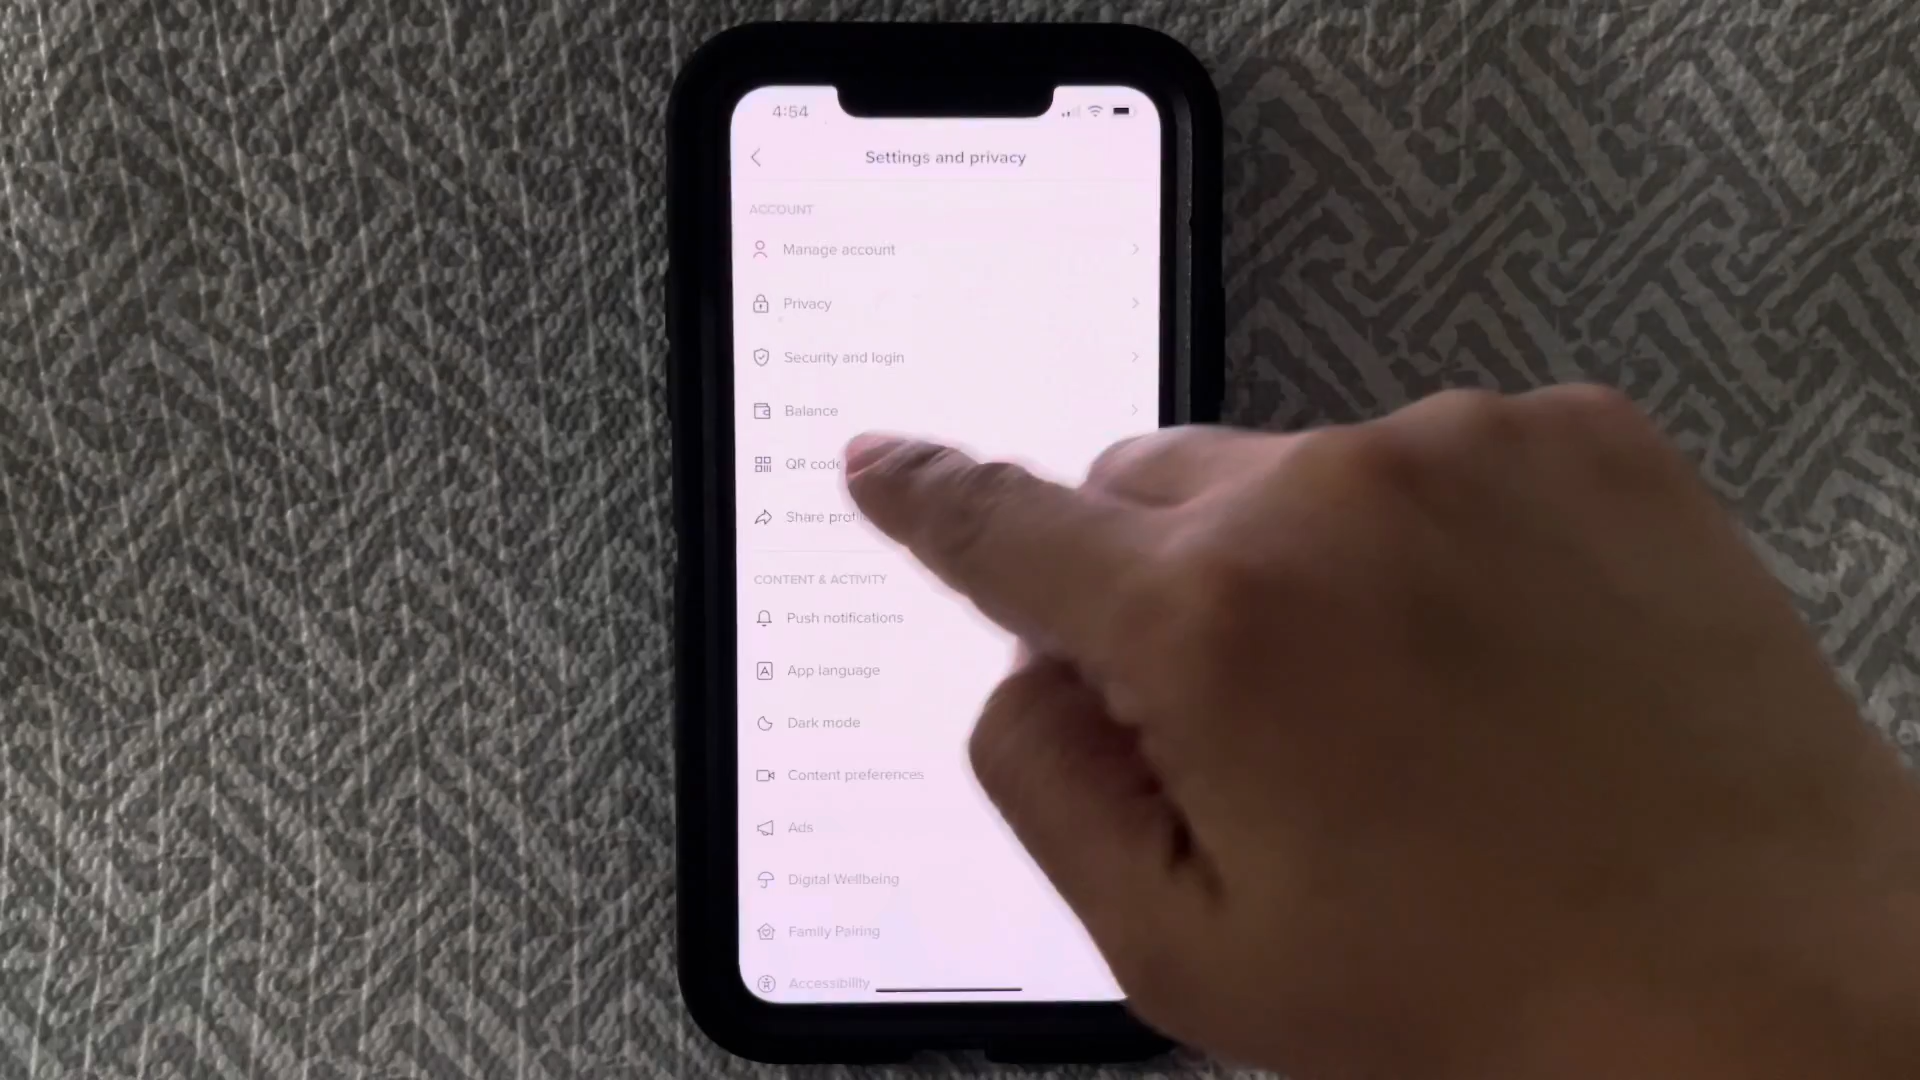 4:54
Settings and privacy
ACCOUNT
Manage account
Privacy
Security and login
Balance
QR code
Share profile
CONTENT & ACTIVITY
Push notifications
App language
Dark mode
Content preferences
Ads
Digital Wellbeing
Family Pairing
Accessibility